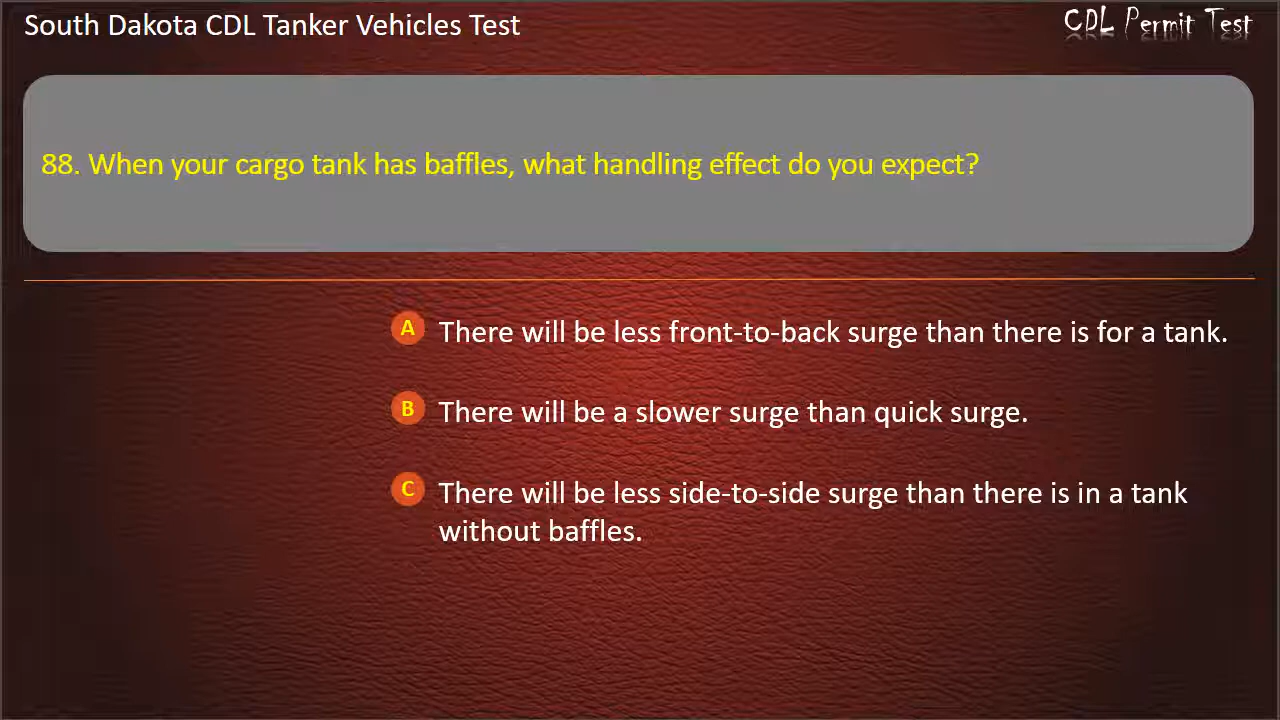 South Dakota CDL Tanker Vehicles Test
CDL Permit Test
88. When your cargo tank has baffles, what handling effect do you expect?
A There will be less front-to-back surge than there is for a tank.
B There will be a slower surge than quick surge.
C There will be less side-to-side surge than there is in a tank
without baffles.